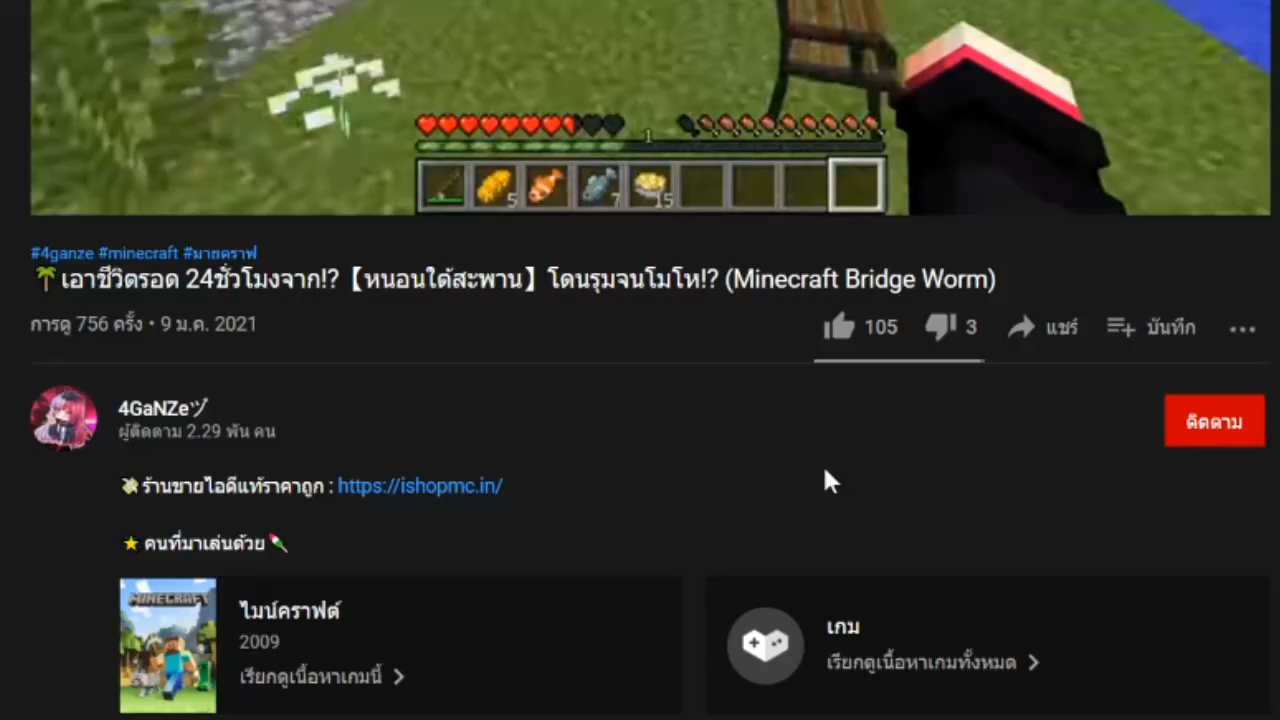 1
5
7
15
#4ganze #minecraft #มายคราฟ
🌴เอาชีวิตรอด 24ชั่วโมงจาก!?【หนอนใต้สะพาน】โดนรุมจนโมโห!? (Minecraft Bridge Worm)
การดู 756 ครั้ง • 9 ม.ค. 2021
105
3
แชร์
บันทึก
4GaNZeヅ
ผู้ติดตาม 2.29 พัน คน
ติดตาม
💸ร้านขายไอดีแท้ราคาถูก : https://ishopmc.in/
⭐ คนที่มาเล่นด้วย
MINECRAFT
ไมน์คราฟต์
2009
เรียกดูเนื้อหาเกมนี้
เกม
เรียกดูเนื้อหาเกมทั้งหมด